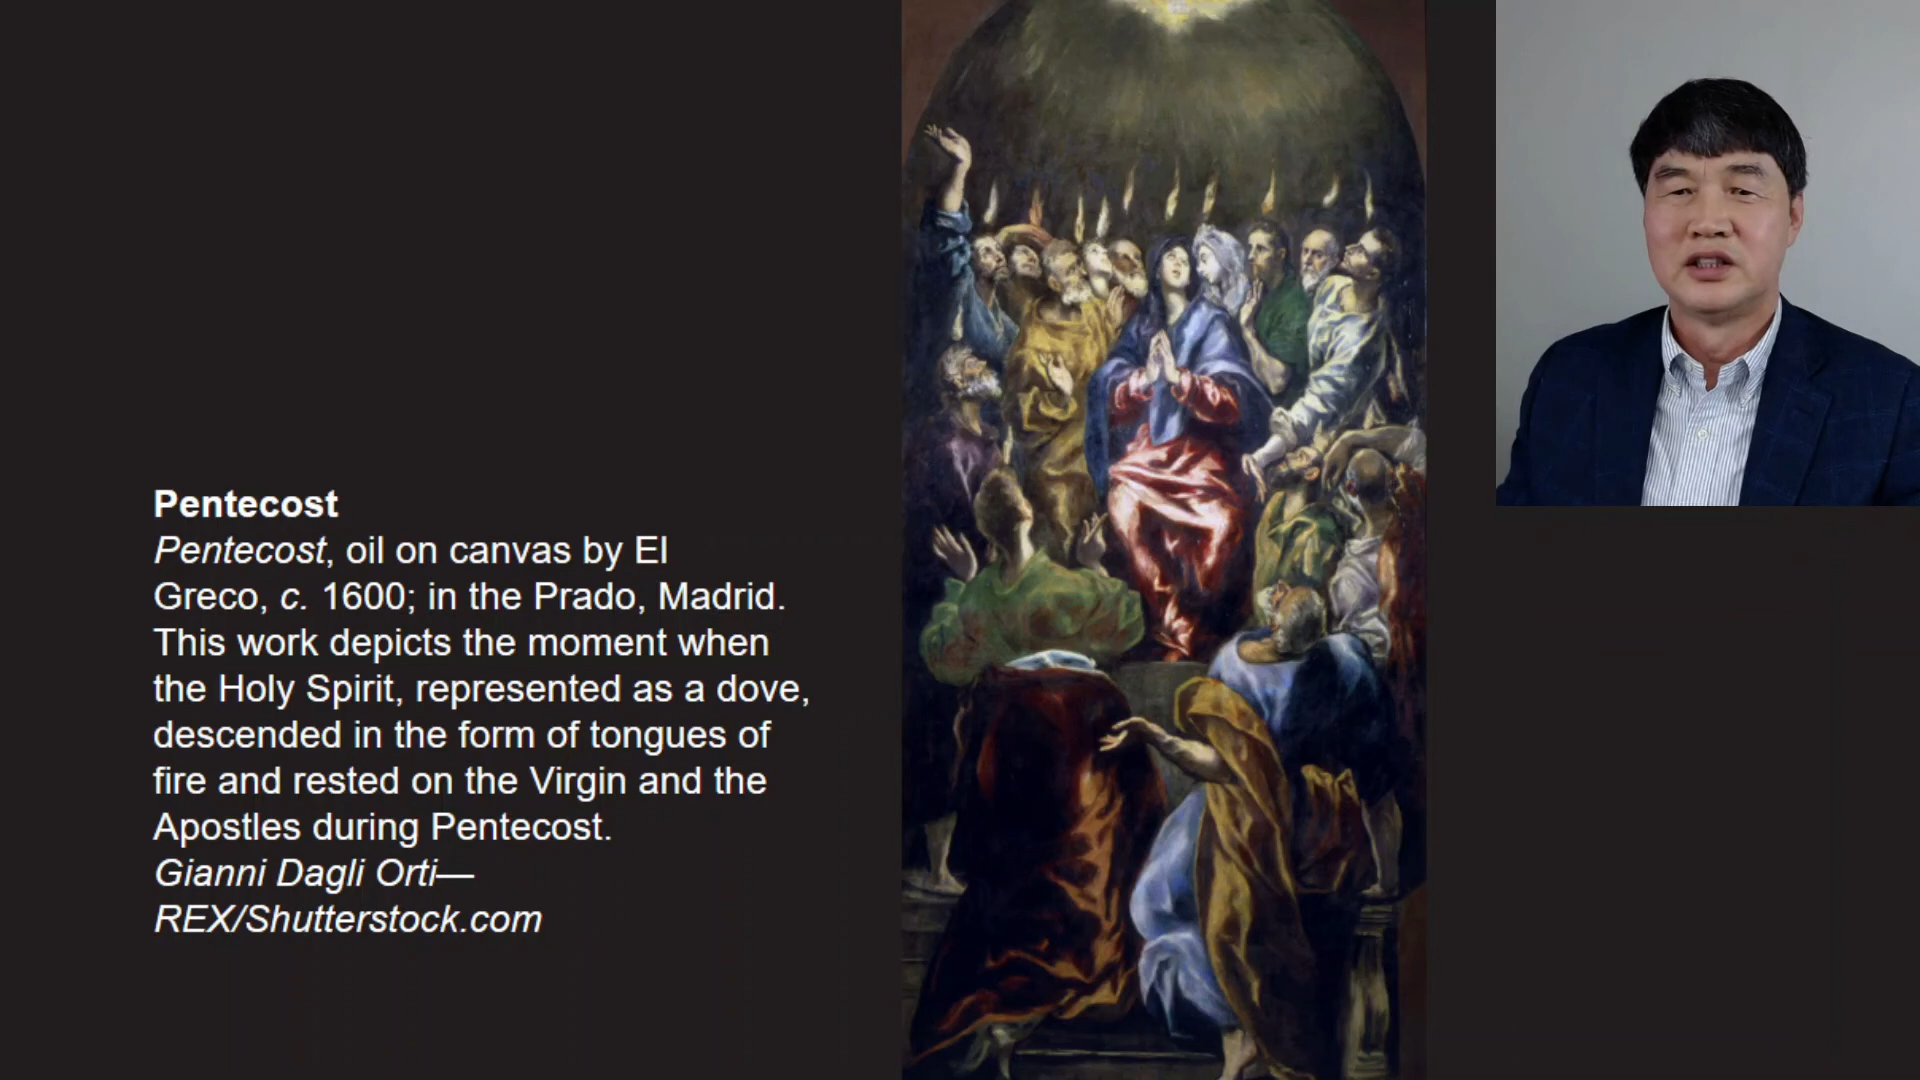 Pentecost
Pentecost, oil on canvas by El
Greco, c. 1600; in the Prado, Madrid.
This work depicts the moment when
the Holy Spirit, represented as a dove,
descended in the form of tongues of
fire and rested on the Virgin and the
Apostles during Pentecost.
Gianni Dagli Orti—
REX/Shutterstock.com